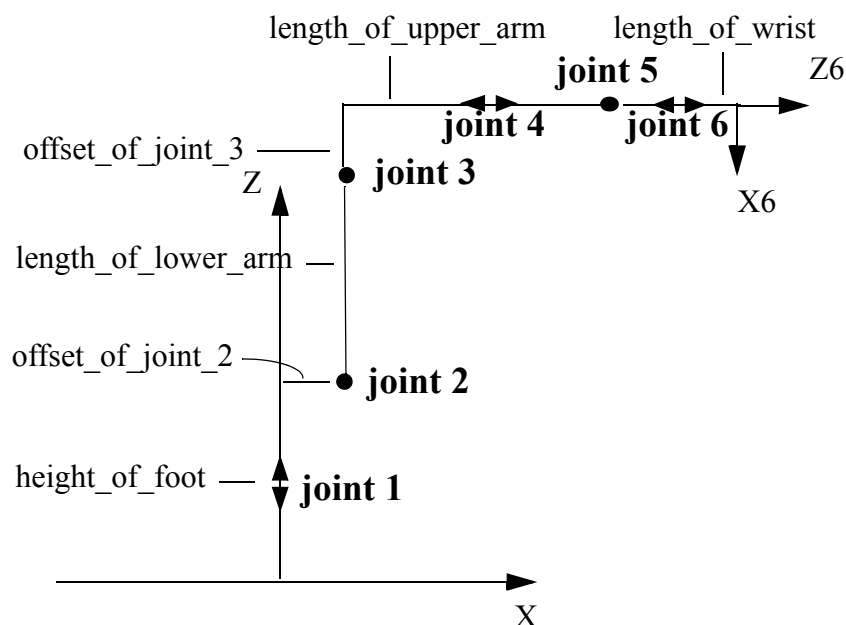 length_of_upper_arm
length_of_wrist
joint 5
Z6
joint 4
joint 6
offset_of_joint_3
joint 3
Z
X6
length_of_lower_arm
offset_of_joint_2
joint 2
height_of_foot
joint 1
X